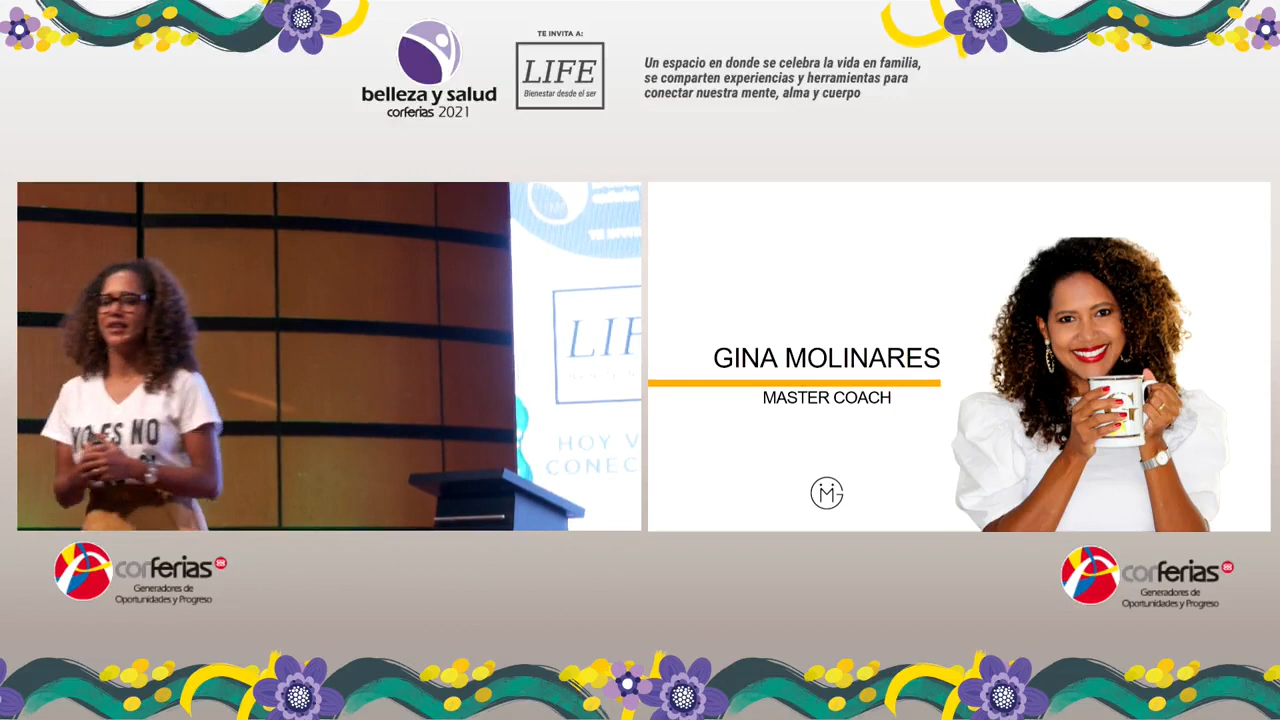 TE INVITA A:
LIFE
Bienestar desde el ser
belleza y salud
corferias 2021
Un espacio en donde se celebra la vida en familia,
se comparten experiencias y herramientas para
conectar nuestra mente, alma y cuerpo
LIF
HOY V
CONEC
NO ES NO
GINA MOLINARES
MASTER COACH
corferias
Generadores de
Oportunidades y Progreso
corferias
Generadores de
Oportunidades y Progreso